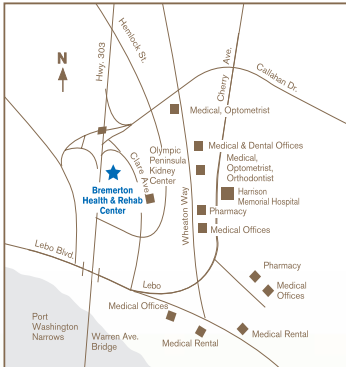 Hemlock St.
N
Hwy. 303
Cherry Ave.
Callahan Dr.
Medical, Optometrist
Medical & Dental Offices
Olympic
Peninsula
Kidney
Center
Medical,
Optometrist,
Orthodontist
Clare Ave.
Bremerton
Health & Rehab
Center
Harrison
Memorial Hospital
Wheaton Way
Pharmacy
Medical Offices
Lebo Blvd.
Lebo
Pharmacy
Medical
Offices
Medical Offices
Port
Washington
Narrows
Warren Ave.
Bridge
Medical Rental
Medical Rental